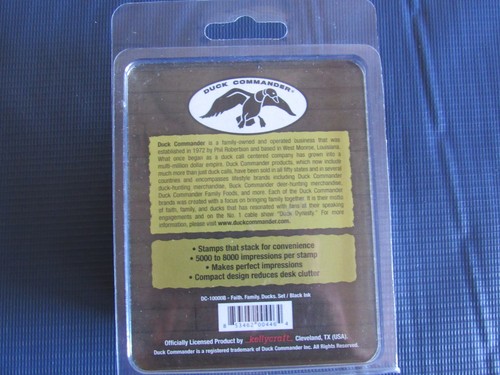 DUCK COMMANDER®
Duck Commander is a family-owned and operated business that was
established in 1972 by Phil Robertson and based in West Monroe, Louisiana.
What once began as a duck call centered company has grown into a
multi-million dollar empire. Duck Commander products, which now include
much more than just duck calls, have been sold in all fifty states and in several
countries and encompasses lifestyle brands including Duck Commander
duck-hunting merchandise, Buck Commander deer-hunting merchandise,
Duck Commander Family Foods, and more. Each of the Duck Commander
brands was created with a focus on bringing family together. It is their motto
of faith, family, and ducks that has resonated with fans at their speaking
engagements and on the No. 1 cable show "Duck Dynasty." For more
information, please visit www.duckcommander.com.
• Stamps that stack for convenience
• 5000 to 8000 impressions per stamp
• Makes perfect impressions
• Compact design reduces desk clutter
DC-10000B - Faith. Family. Ducks. Set / Black Ink
Officially Licensed Product by kellycraft Cleveland, TX (USA).
Duck Commander is a registered trademark of Duck Commander Inc. All Rights Reserved.